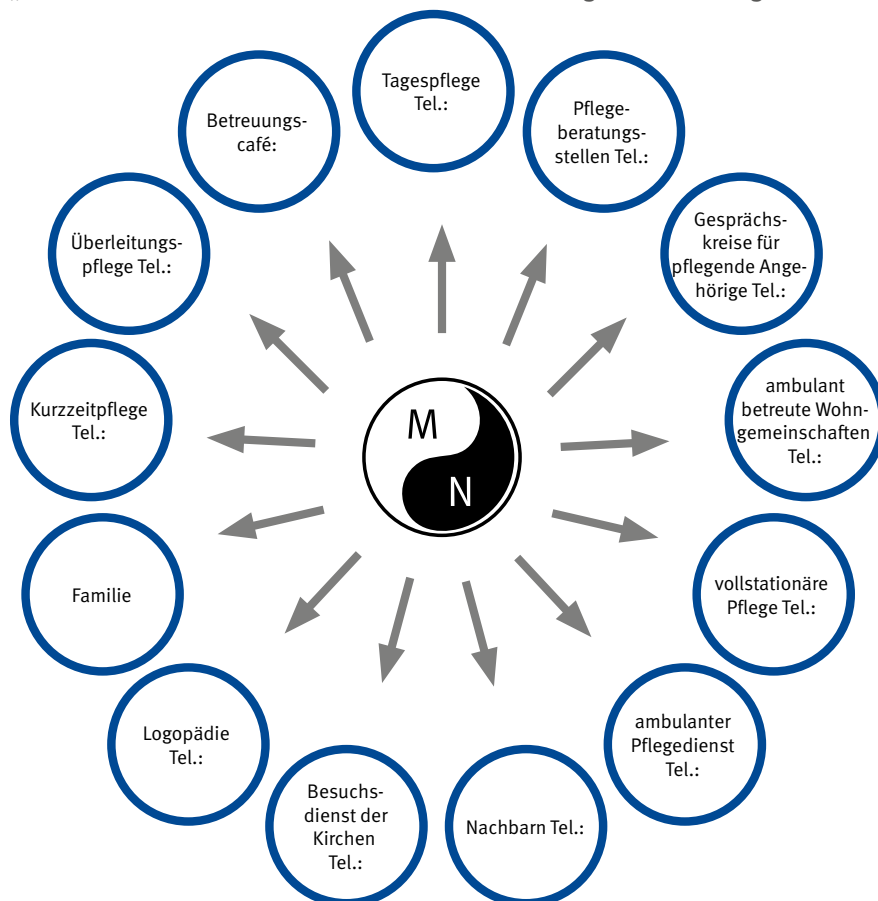 Tagespflege
Tel.:
Pflege-
beratungs-
stellen Tel.:
Gesprächs-
kreise für
pflegende Ange-
hörige Tel.:
ambulant
betreute Wohn-
gemeinschaften
Tel.:
vollstationäre
Pflege Tel.:
ambulanter
Pflegedienst
Tel.:
Nachbarn Tel.:
Besuchs-
dienst der
Kirchen
Tel.:
Logopädie
Tel.:
Familie
Kurzzeitpflege
Tel.:
Überleitungs-
pflege Tel.:
Betreuungs-
café:
M
N